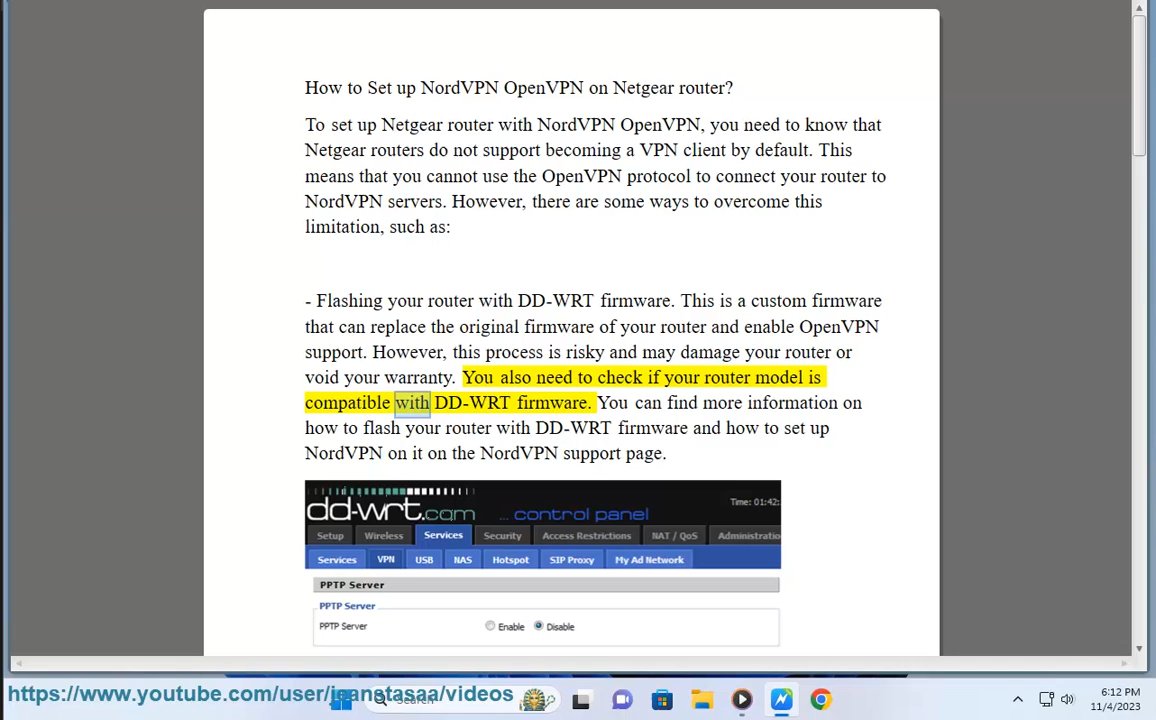 How to Set up NordVPN OpenVPN on Netgear router?
To set up Netgear router with NordVPN OpenVPN, you need to know that
Netgear routers do not support becoming a VPN client by default. This
means that you cannot use the OpenVPN protocol to connect your router to
NordVPN servers. However, there are some ways to overcome this
limitation, such as:
- Flashing your router with DD-WRT firmware. This is a custom firmware
that can replace the original firmware of your router and enable OpenVPN
support. However, this process is risky and may damage your router or
void your warranty. You also need to check if your router model is
compatible with DD-WRT firmware. You can find more information on
how to flash your router with DD-WRT firmware and how to set up
NordVPN on it on the NordVPN support page.
dd-wrt.com ... control panel
Time: 01:42:
Setup Wireless Services Security Access Restrictions NAT / QoS Administratio
Services VPN USB NAS Hotspot SIP Proxy My Ad Network
PPTP Server
PPTP Server
PPTP Server Enable Disable
https://www.youtube.com/user/jeanstasaa/videos
Search
6:12 PM
11/4/2023